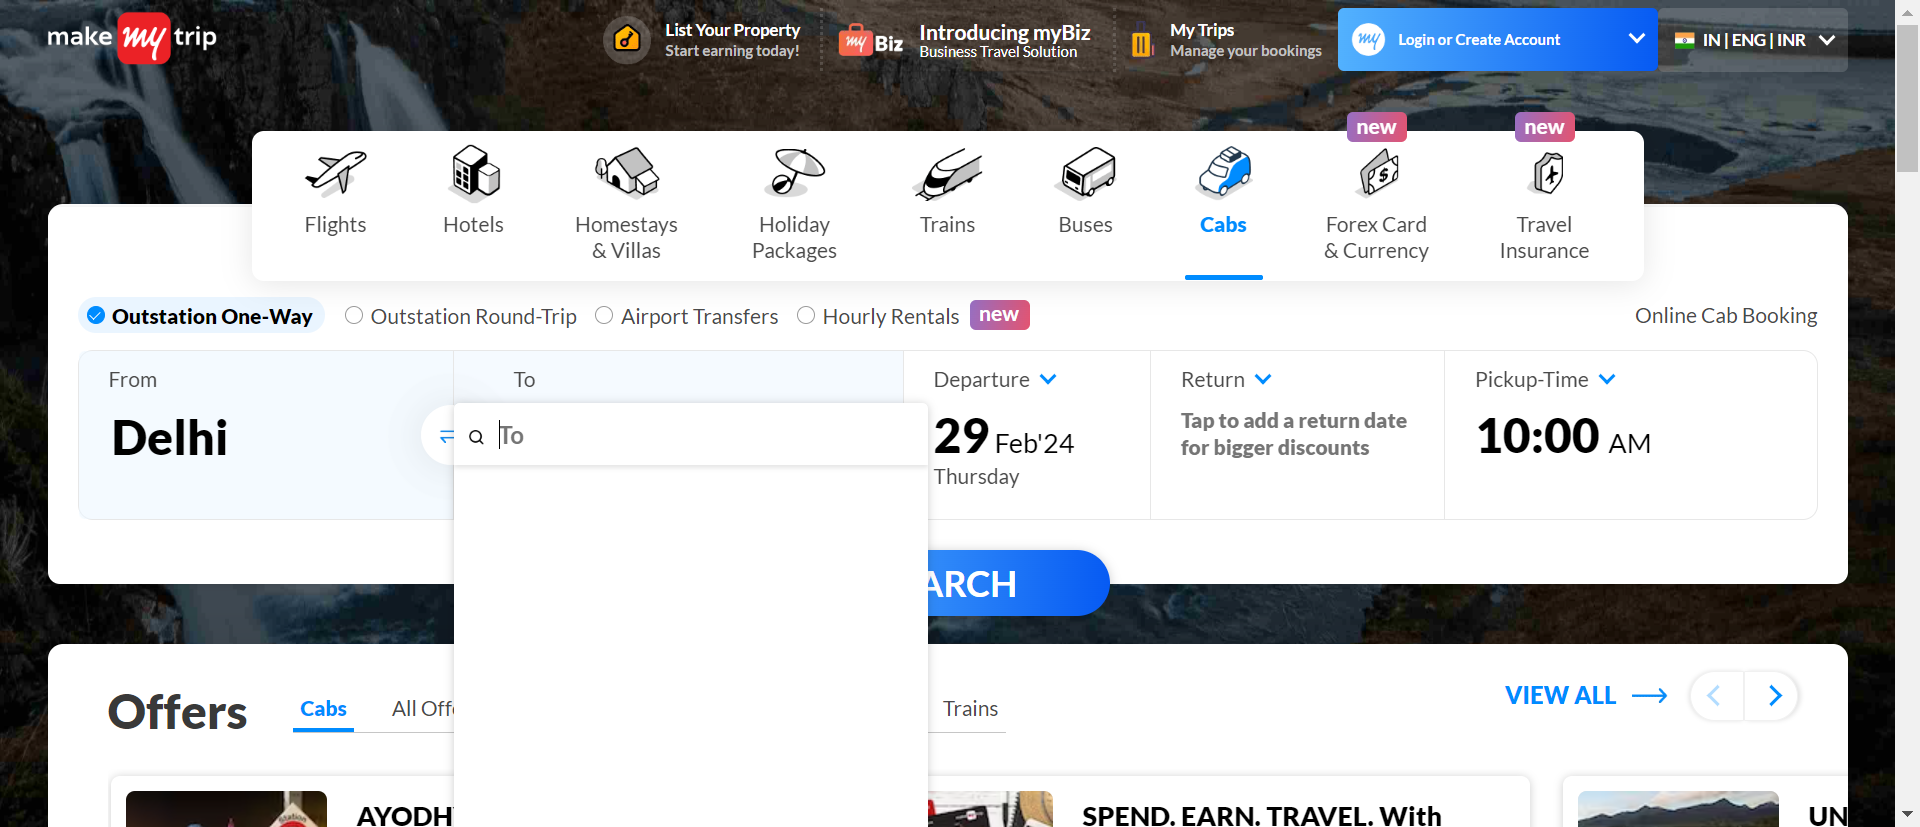 make my trip
List Your Property
Start earning today!
my Biz
Introducing myBiz
Business Travel Solution
My Trips
Manage your bookings
my
Login or Create Account
IN | ENG | INR
new
new
Flights
Hotels
Homestays
& Villas
Holiday
Packages
Trains
Buses
Cabs
Forex Card
& Currency
Travel
Insurance
Outstation One-Way
Outstation Round-Trip
Airport Transfers
Hourly Rentals
new
Online Cab Booking
From
Delhi
To
To
Departure
29 Feb'24
Thursday
Return
Tap to add a return date
for bigger discounts
Pickup-Time
10:00 AM
ARCH
Offers
Cabs
All Offe
Trains
VIEW ALL
Station
AYODH
SPEND. EARN. TRAVEL. With
UN